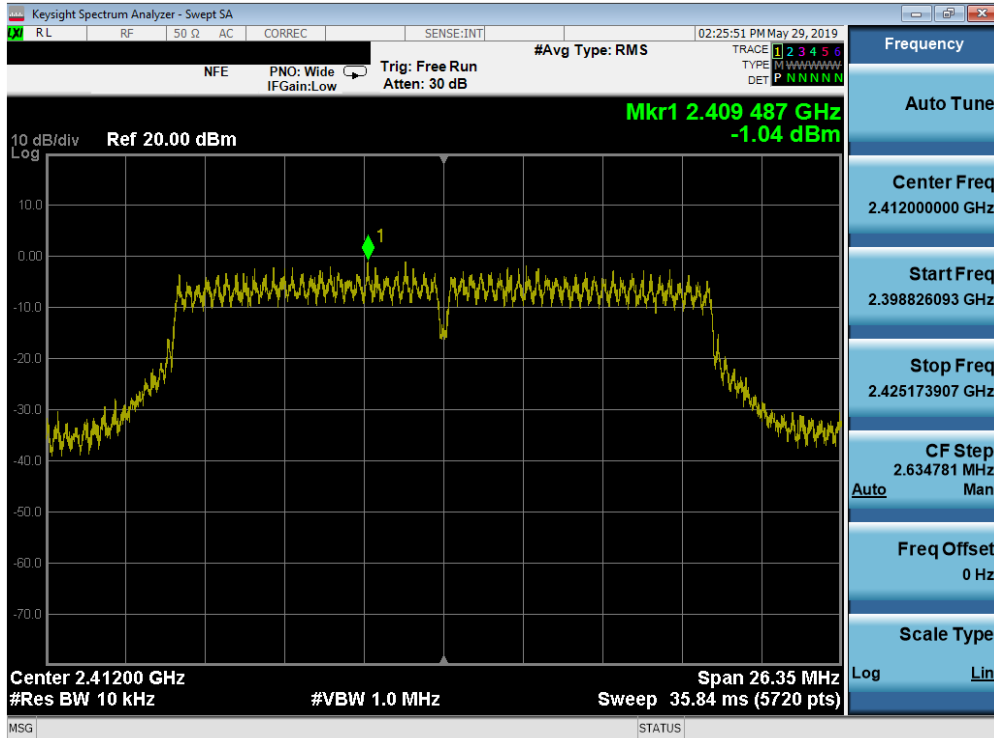 Keysight Spectrum Analyzer - Swept SA
LXI RL RF 50 Ω AC CORREC SENSE:INT 02:25:51 PM May 29, 2019
NFE PNO: Wide Trig: Free Run #Avg Type: RMS TRACE 1 2 3 4 5 6
IFGain:Low Atten: 30 dB TYPE M W W W W W
DET P N N N N N
Mkr1 2.409 487 GHz
-1.04 dBm
10 dB/div Ref 20.00 dBm
Log
10.0
0.00
-10.0
-20.0
-30.0
-40.0
-50.0
-60.0
-70.0
1
Center 2.41200 GHz Span 26.35 MHz
#Res BW 10 kHz #VBW 1.0 MHz Sweep 35.84 ms (5720 pts)
MSG STATUS
Frequency
Auto Tune
Center Freq
2.412000000 GHz
Start Freq
2.398826093 GHz
Stop Freq
2.425173907 GHz
CF Step
2.634781 MHz
Auto Man
Freq Offset
0 Hz
Scale Type
Log Lin